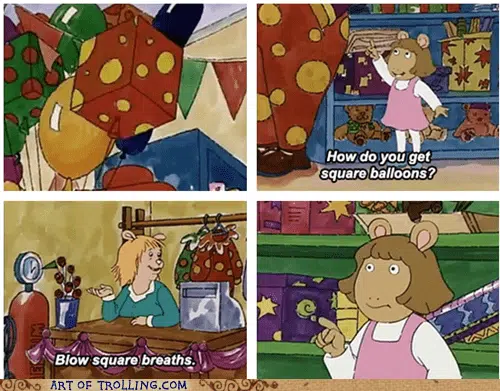 How do you get
square balloons?
Blow square breaths.
ART OF TROLLING.COM